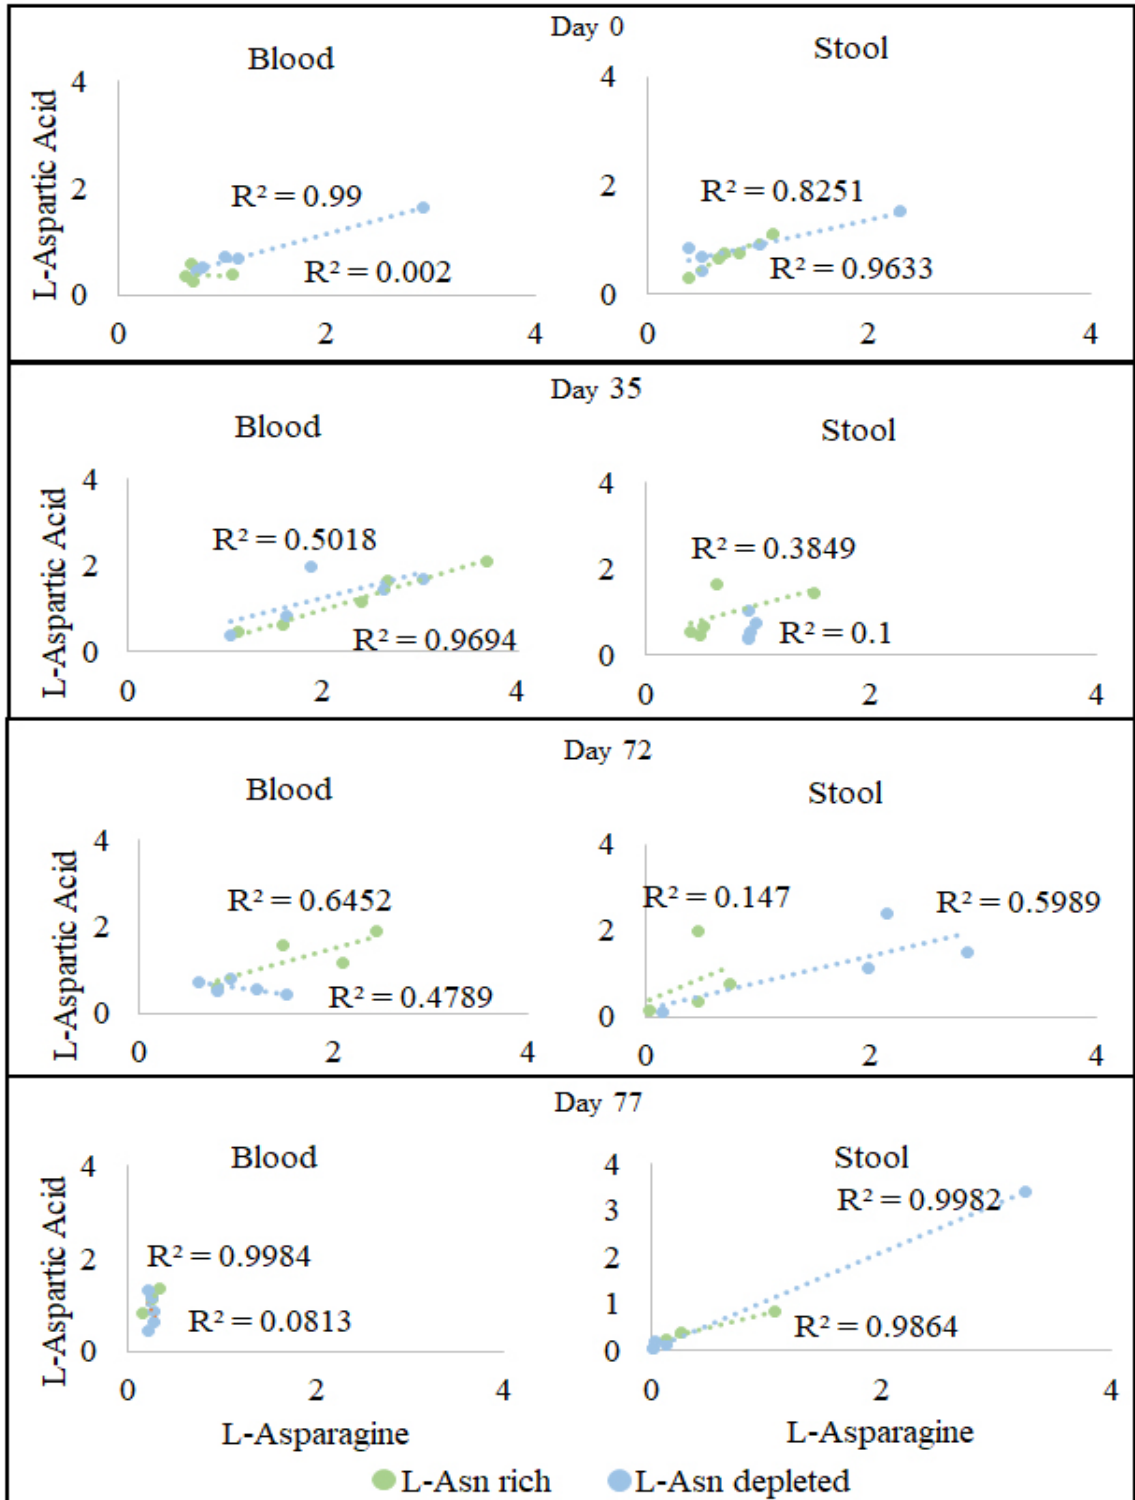 Day 0
Blood
Stool
L-Aspartic Acid
4
2
0
R² = 0.99
R² = 0.002
0 2 4
4
2
0
R² = 0.8251
R² = 0.9633
0 2 4
Day 35
Blood
Stool
L-Aspartic Acid
4
2
0
R² = 0.5018
R² = 0.9694
0 2 4
4
2
0
R² = 0.3849
R² = 0.1
0 2 4
Day 72
Blood
Stool
L-Aspartic Acid
4
2
0
R² = 0.6452
R² = 0.4789
0 2 4
4
2
0
R² = 0.147
R² = 0.5989
0 2 4
Day 77
Blood
Stool
L-Aspartic Acid
4
2
0
R² = 0.9984
R² = 0.0813
0 2 4
L-Asparagine
4
3
2
1
0
R² = 0.9982
R² = 0.9864
0 2 4
L-Asparagine
L-Asn rich
L-Asn depleted